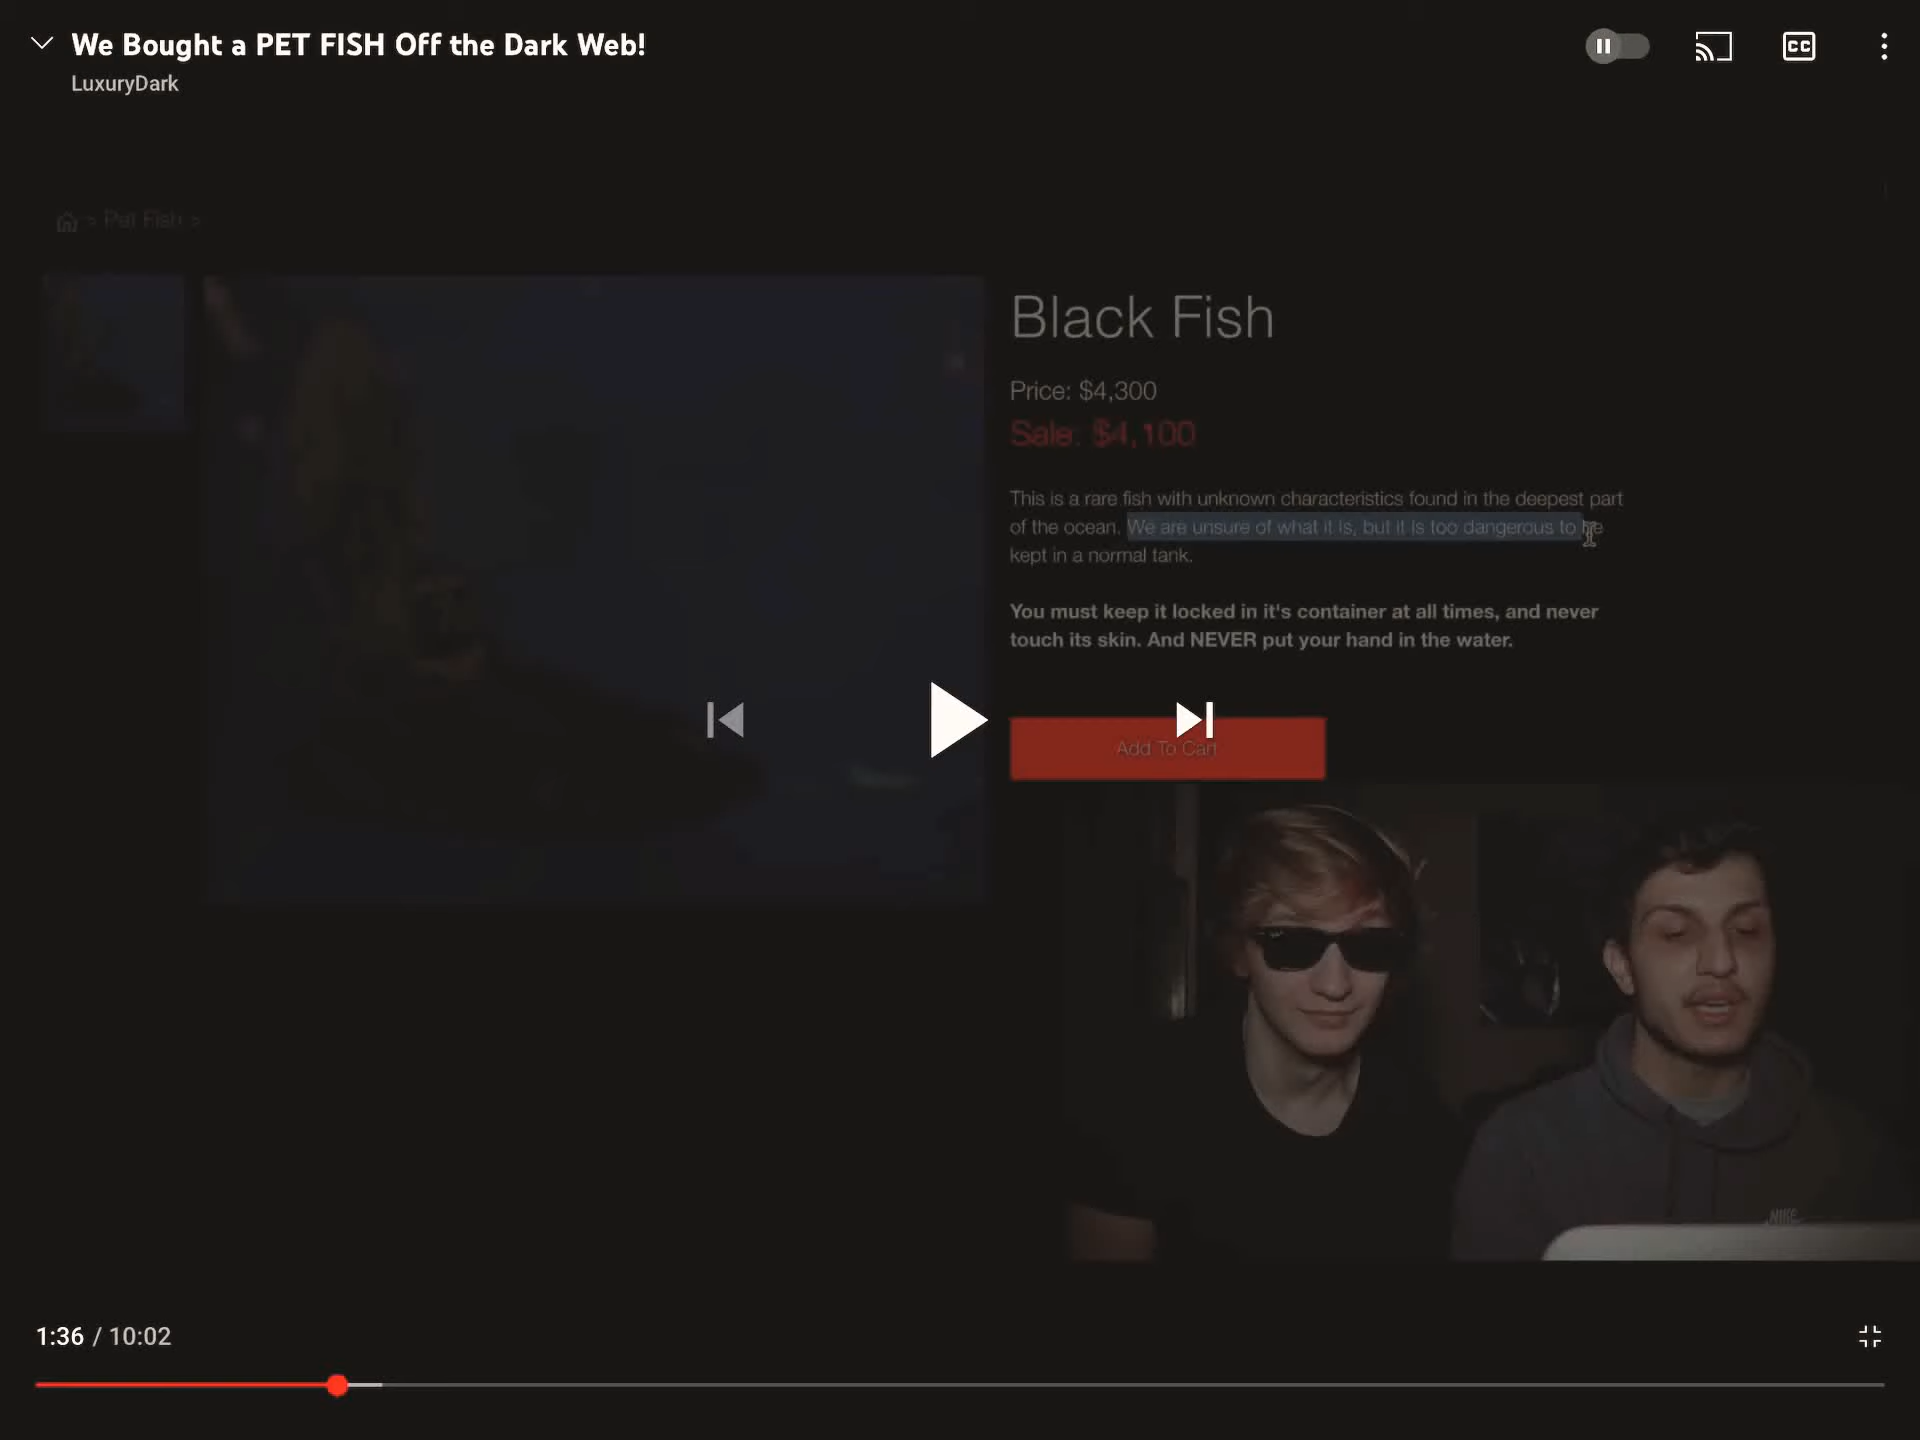 We Bought a PET FISH Off the Dark Web!
LuxuryDark
CC
> Pet Fish >
Black Fish
Price: $4,300
Sale: $4,100
This is a rare fish with unknown characteristics found in the deepest part
of the ocean. We are unsure of what it is, but it is too dangerous to be
kept in a normal tank.
You must keep it locked in it's container at all times, and never
touch its skin. And NEVER put your hand in the water.
Add To Cart
NIKE
1:36 / 10:02